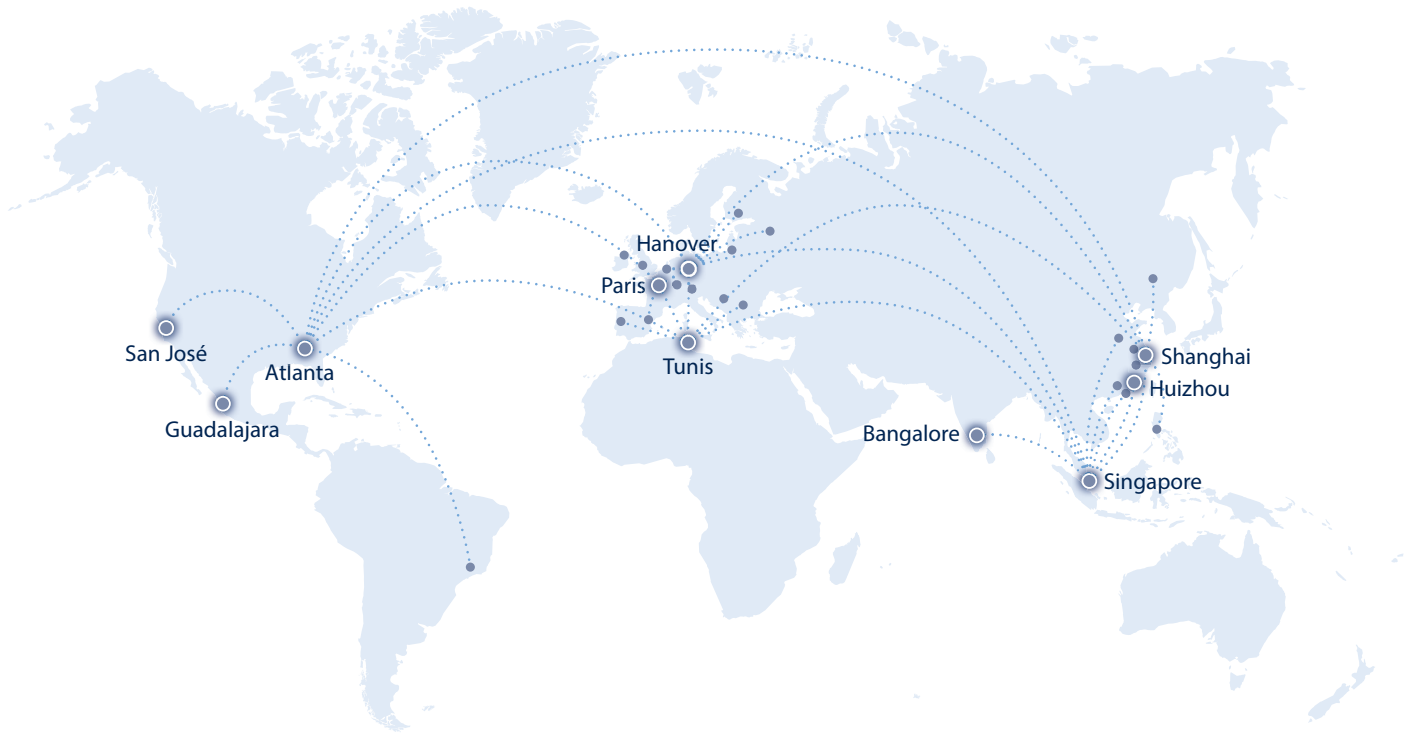 Hanover
Paris
San José
Atlanta
Tunis
Shanghai
Huizhou
Guadalajara
Bangalore
Singapore